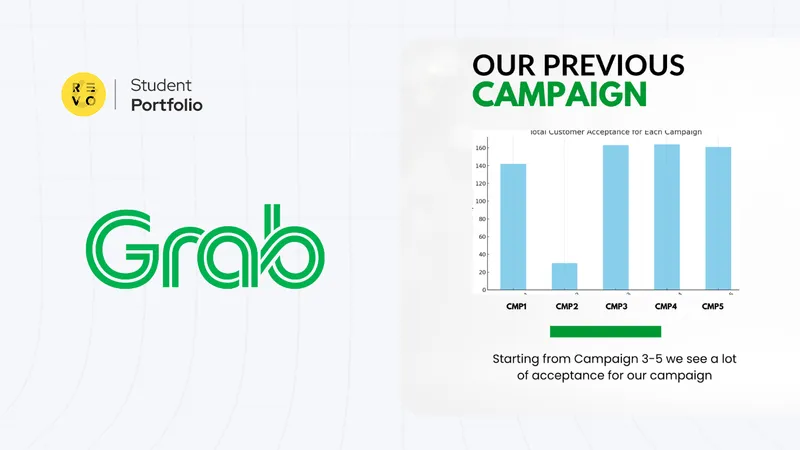 RE
VO
Student
Portfolio
Grab
OUR PREVIOUS
CAMPAIGN
Total Customer Acceptance for Each Campaign
160
140
120
100
80
60
40
20
0
CMP1 CMP2 CMP3 CMP4 CMP5
Starting from Campaign 3-5 we see a lot
of acceptance for our campaign